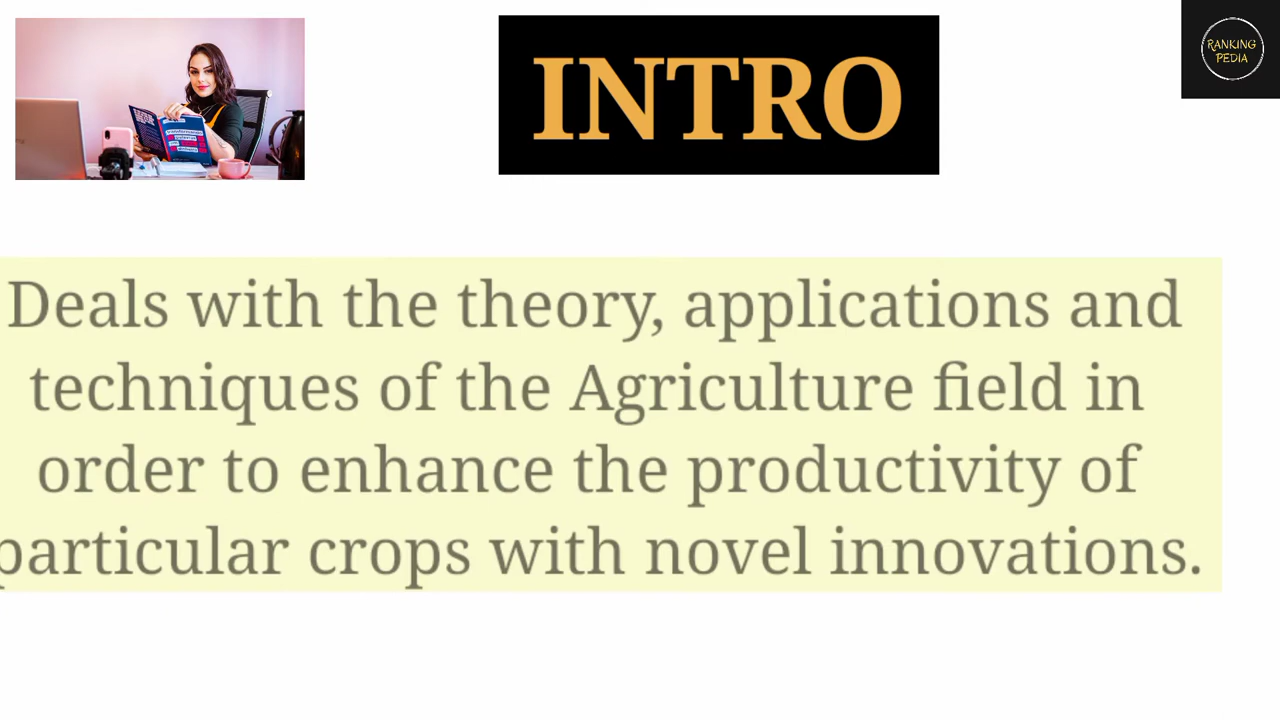 INTRO
RANKING
PEDIA
Deals with the theory, applications and
techniques of the Agriculture field in
order to enhance the productivity of
particular crops with novel innovations.